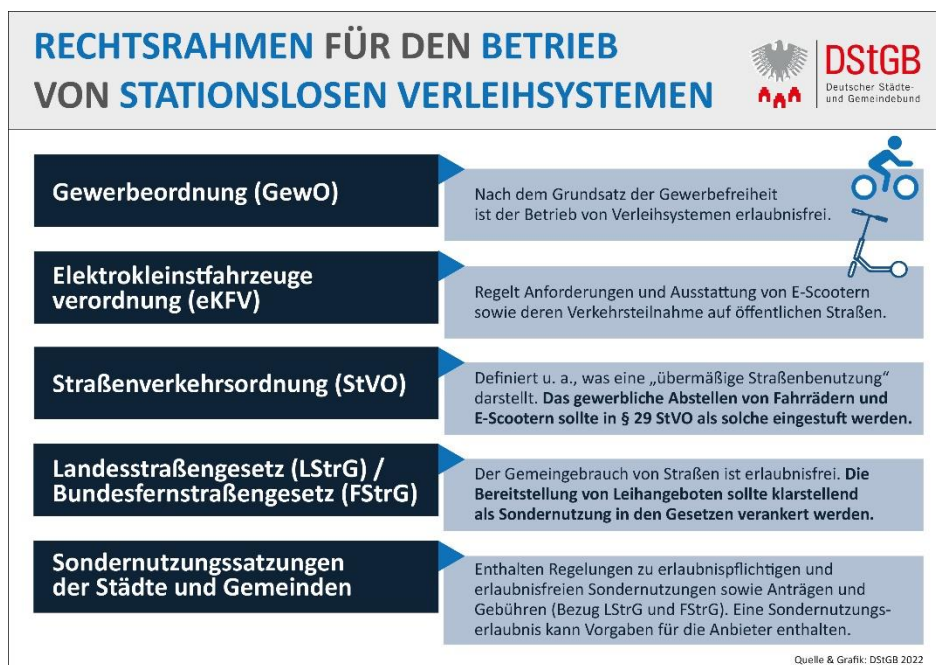 RECHTSRAHMEN FÜR DEN BETRIEB
VON STATIONSLOSEN VERLEIHSYSTEMEN
DStGB
Deutscher Städte-
und Gemeindebund
Gewerbeordnung (GewO)
Nach dem Grundsatz der Gewerbefreiheit
ist der Betrieb von Verleihsystemen erlaubnisfrei.
Elektrokleinstfahrzeuge
verordnung (eKFV)
Regelt Anforderungen und Ausstattung von E-Scootern
sowie deren Verkehrsteilnahme auf öffentlichen Straßen.
Straßenverkehrsordnung (StVO)
Definiert u. a., was eine „übermäßige Straßenbenutzung“
darstellt. Das gewerbliche Abstellen von Fahrrädern und
E-Scootern sollte in § 29 StVO als solche eingestuft werden.
Landesstraßengesetz (LStrG) /
Bundesfernstraßengesetz (FStrG)
Der Gemeingebrauch von Straßen ist erlaubnisfrei. Die
Bereitstellung von Leihangeboten sollte klarstellend
als Sondernutzung in den Gesetzen verankert werden.
Sondernutzungssatzungen
der Städte und Gemeinden
Enthalten Regelungen zu erlaubnispflichtigen und
erlaubnisfreien Sondernutzungen sowie Anträgen und
Gebühren (Bezug LStrG und FStrG). Eine Sondernutzungs-
erlaubnis kann Vorgaben für die Anbieter enthalten.
Quelle & Grafik: DStGB 2022